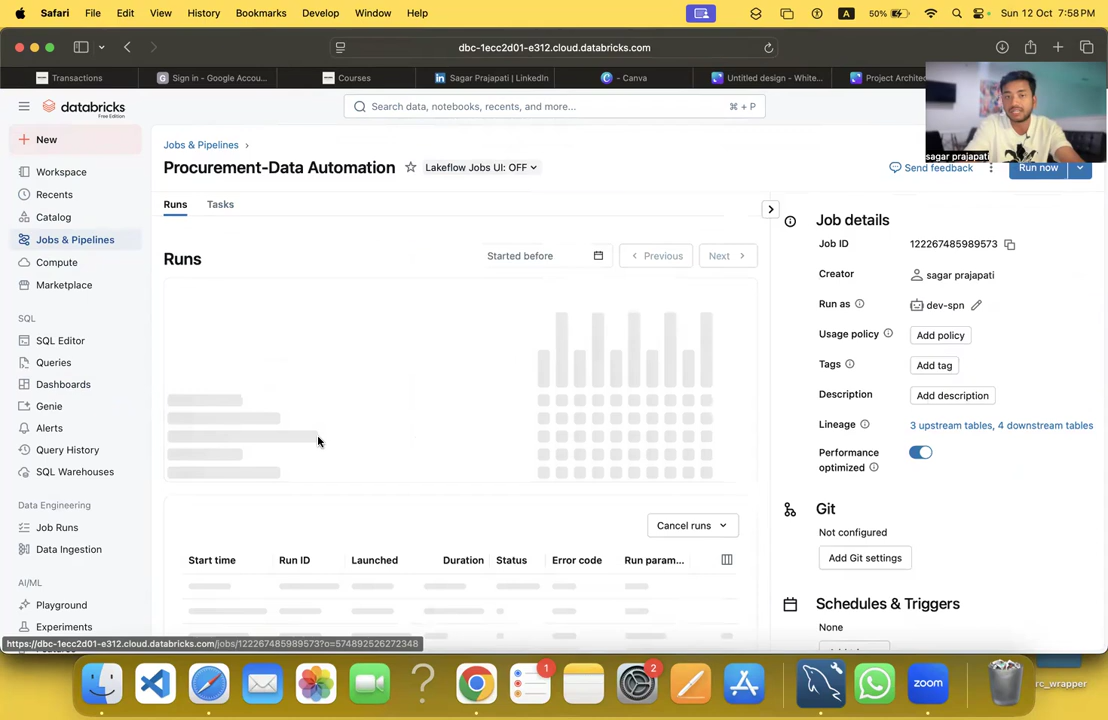 Safari File Edit View History Bookmarks Develop Window Help A 50% Sun 12 Oct 7:58 PM
dbc-1ecc2d01-e312.cloud.databricks.com
Transactions Sign in - Google Accou... Courses Sagar Prajapati | LinkedIn - Canva Untitled design - White... Project Archite
databricks
Free Edition
Search data, notebooks, recents, and more... ⌘ + P
New
Workspace
Recents
Catalog
Jobs & Pipelines
Compute
Marketplace
SQL
SQL Editor
Queries
Dashboards
Genie
Alerts
Query History
SQL Warehouses
Data Engineering
Job Runs
Data Ingestion
AI/ML
Playground
Experiments
Jobs & Pipelines ›
Procurement-Data Automation Lakeflow Jobs UI: OFF
sagar prajapati
Send feedback Run now
Runs Tasks
Runs
Started before Previous Next
Cancel runs
Start time Run ID Launched Duration Status Error code Run param...
Job details
Job ID 122267485989573
Creator sagar prajapati
Run as dev-spn
Usage policy Add policy
Tags Add tag
Description Add description
Lineage 3 upstream tables, 4 downstream tables
Performance
optimized
Git
Not configured
Add Git settings
Schedules & Triggers
None
https://dbc-1ecc2d01-e312.cloud.databricks.com/jobs/122267485989573?o=574892526272348
1 2 zoom
rc_wrapper